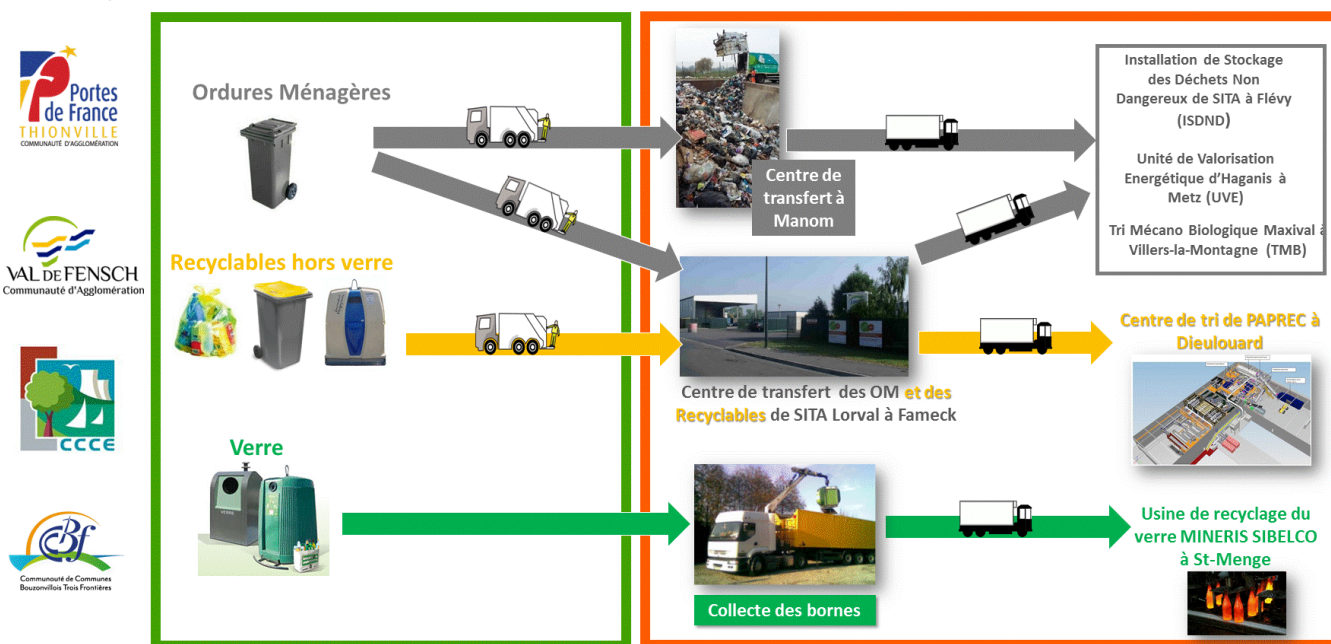 Portes
de France
THIONVILLE
COMMUNAUTÉ D'AGGLOMÉRATION
VAL DE FENSCH
Communauté d'Agglomération
CCCE
CBf
Communauté de Communes
Bouzonvillois Trois Frontières
Ordures Ménagères
Recyclables hors verre
Verre
Centre de
transfert à
Manom
Centre de transfert des OM et des
Recyclables de SITA Lorval à Fameck
Collecte des bornes
Installation de Stockage
des Déchets Non
Dangereux de SITA à Flévy
(ISDND)
Unité de Valorisation
Energétique d'Haganis à
Metz (UVE)
Tri Mécano Biologique Maxival à
Villers-la-Montagne (TMB)
Centre de tri de PAPREC à
Dieulouard
Usine de recyclage du
verre MINERIS SIBELCO
à St-Menge